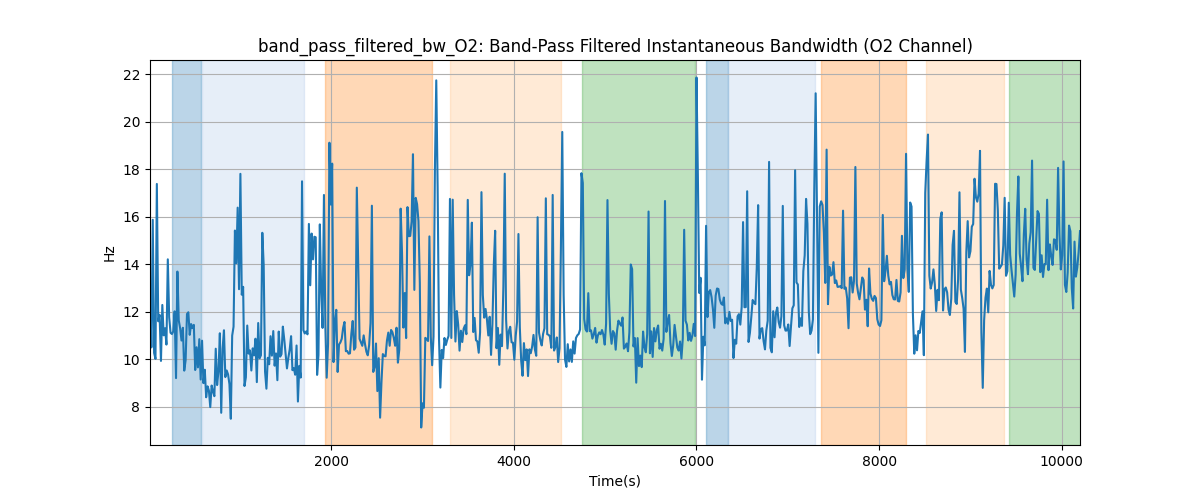 band_pass_filtered_bw_O2: Band-Pass Filtered Instantaneous Bandwidth (O2 Channel)
22
20
18
16
14
12
10
8
Hz
2000 4000 6000 8000 10000
Time(s)